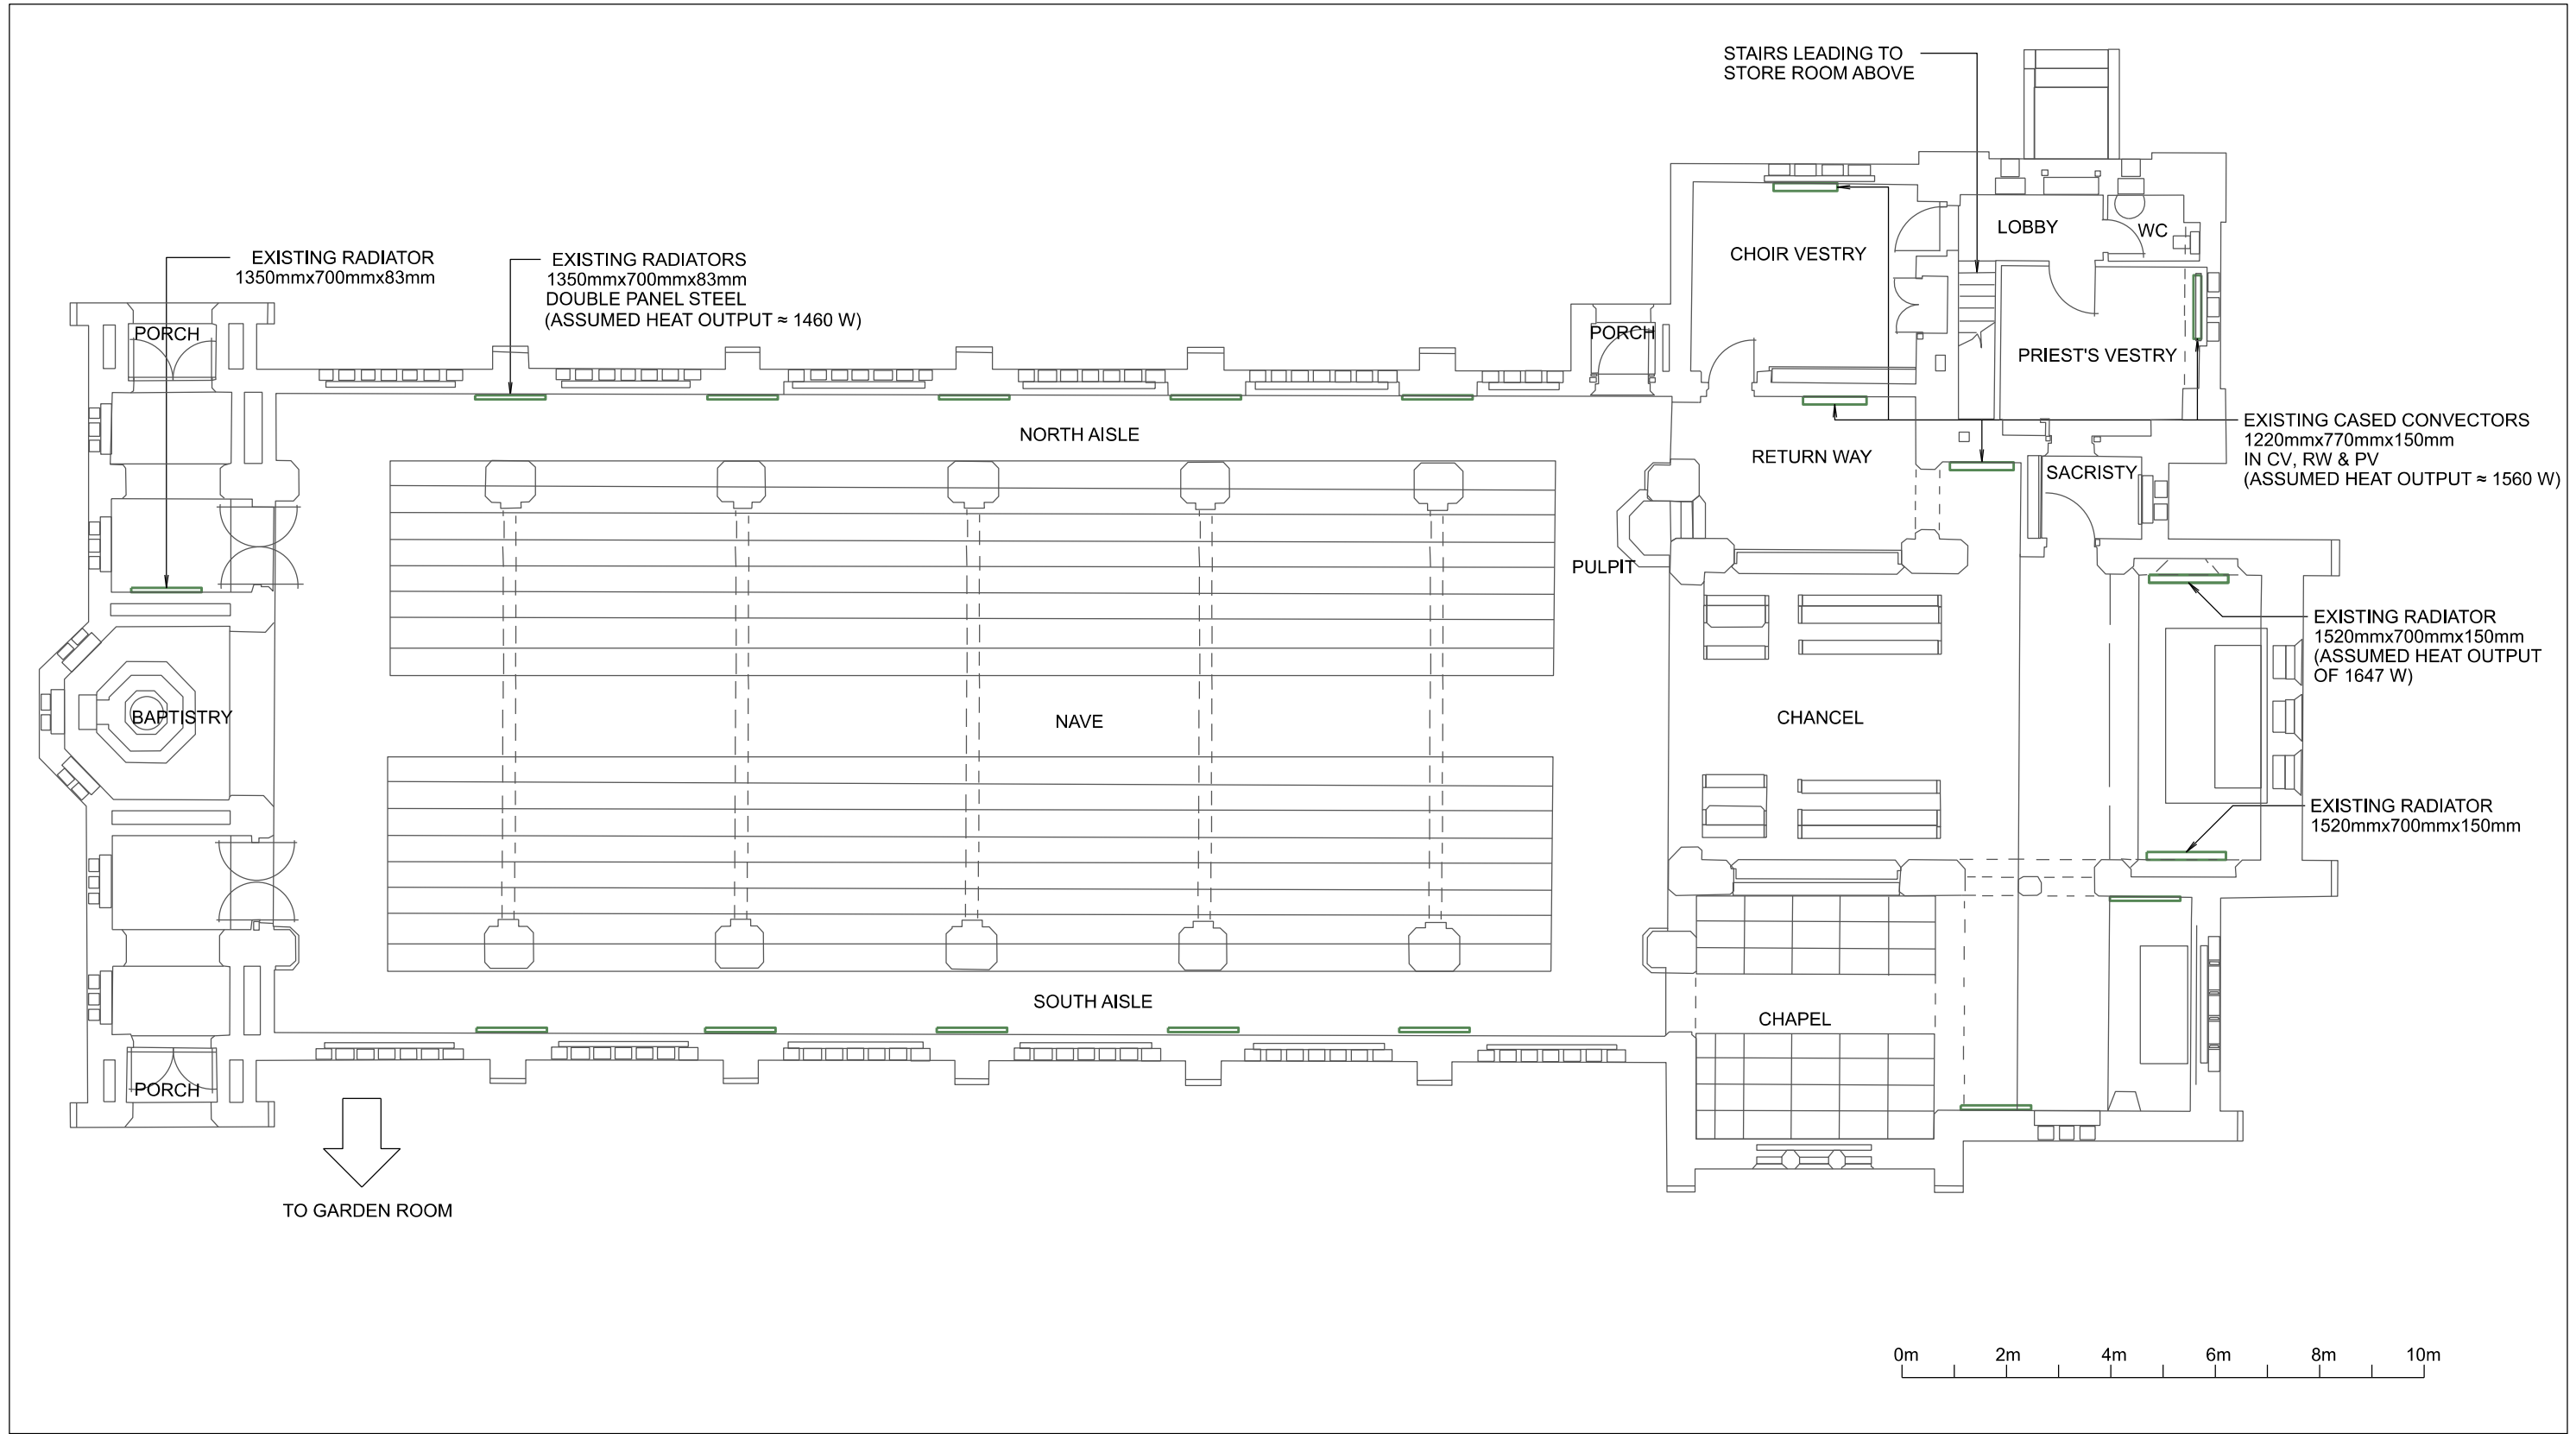 STAIRS LEADING TO
STORE ROOM ABOVE
EXISTING RADIATOR
1350mmx700mmx83mm
EXISTING RADIATORS
1350mmx700mmx83mm
DOUBLE PANEL STEEL
(ASSUMED HEAT OUTPUT ≈ 1460 W)
PORCH
PORCH
CHOIR VESTRY
LOBBY
WC
PRIEST'S VESTRY
NORTH AISLE
RETURN WAY
SACRISTY
EXISTING CASED CONVECTORS
1220mmx770mmx150mm
IN CV, RW & PV
(ASSUMED HEAT OUTPUT ≈ 1560 W)
PULPIT
EXISTING RADIATOR
1520mmx700mmx150mm
(ASSUMED HEAT OUTPUT
OF 1647 W)
BAPTISTRY
NAVE
CHANCEL
EXISTING RADIATOR
1520mmx700mmx150mm
SOUTH AISLE
CHAPEL
PORCH
TO GARDEN ROOM
0m 2m 4m 6m 8m 10m